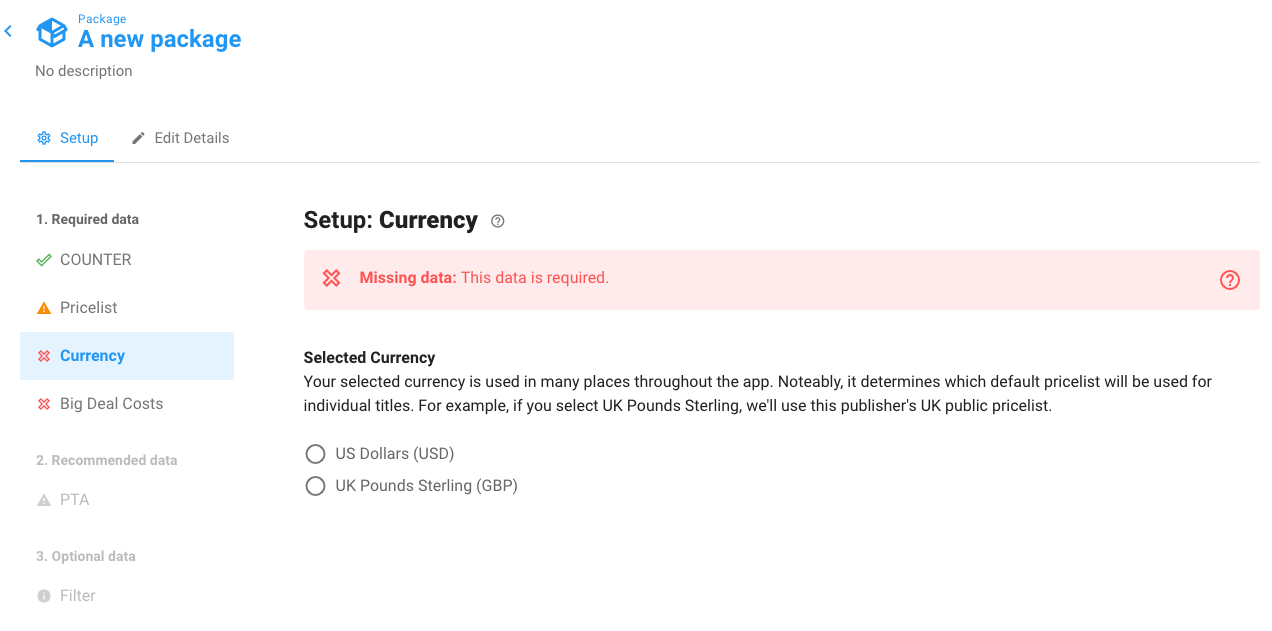 Package
A new package
No description
Setup
Edit Details
1. Required data
COUNTER
Pricelist
Currency
Big Deal Costs
2. Recommended data
PTA
3. Optional data
Filter
Setup: Currency
Missing data: This data is required.
Selected Currency
Your selected currency is used in many places throughout the app. Noteably, it determines which default pricelist will be used for
individual titles. For example, if you select UK Pounds Sterling, we'll use this publisher's UK public pricelist.
US Dollars (USD)
UK Pounds Sterling (GBP)